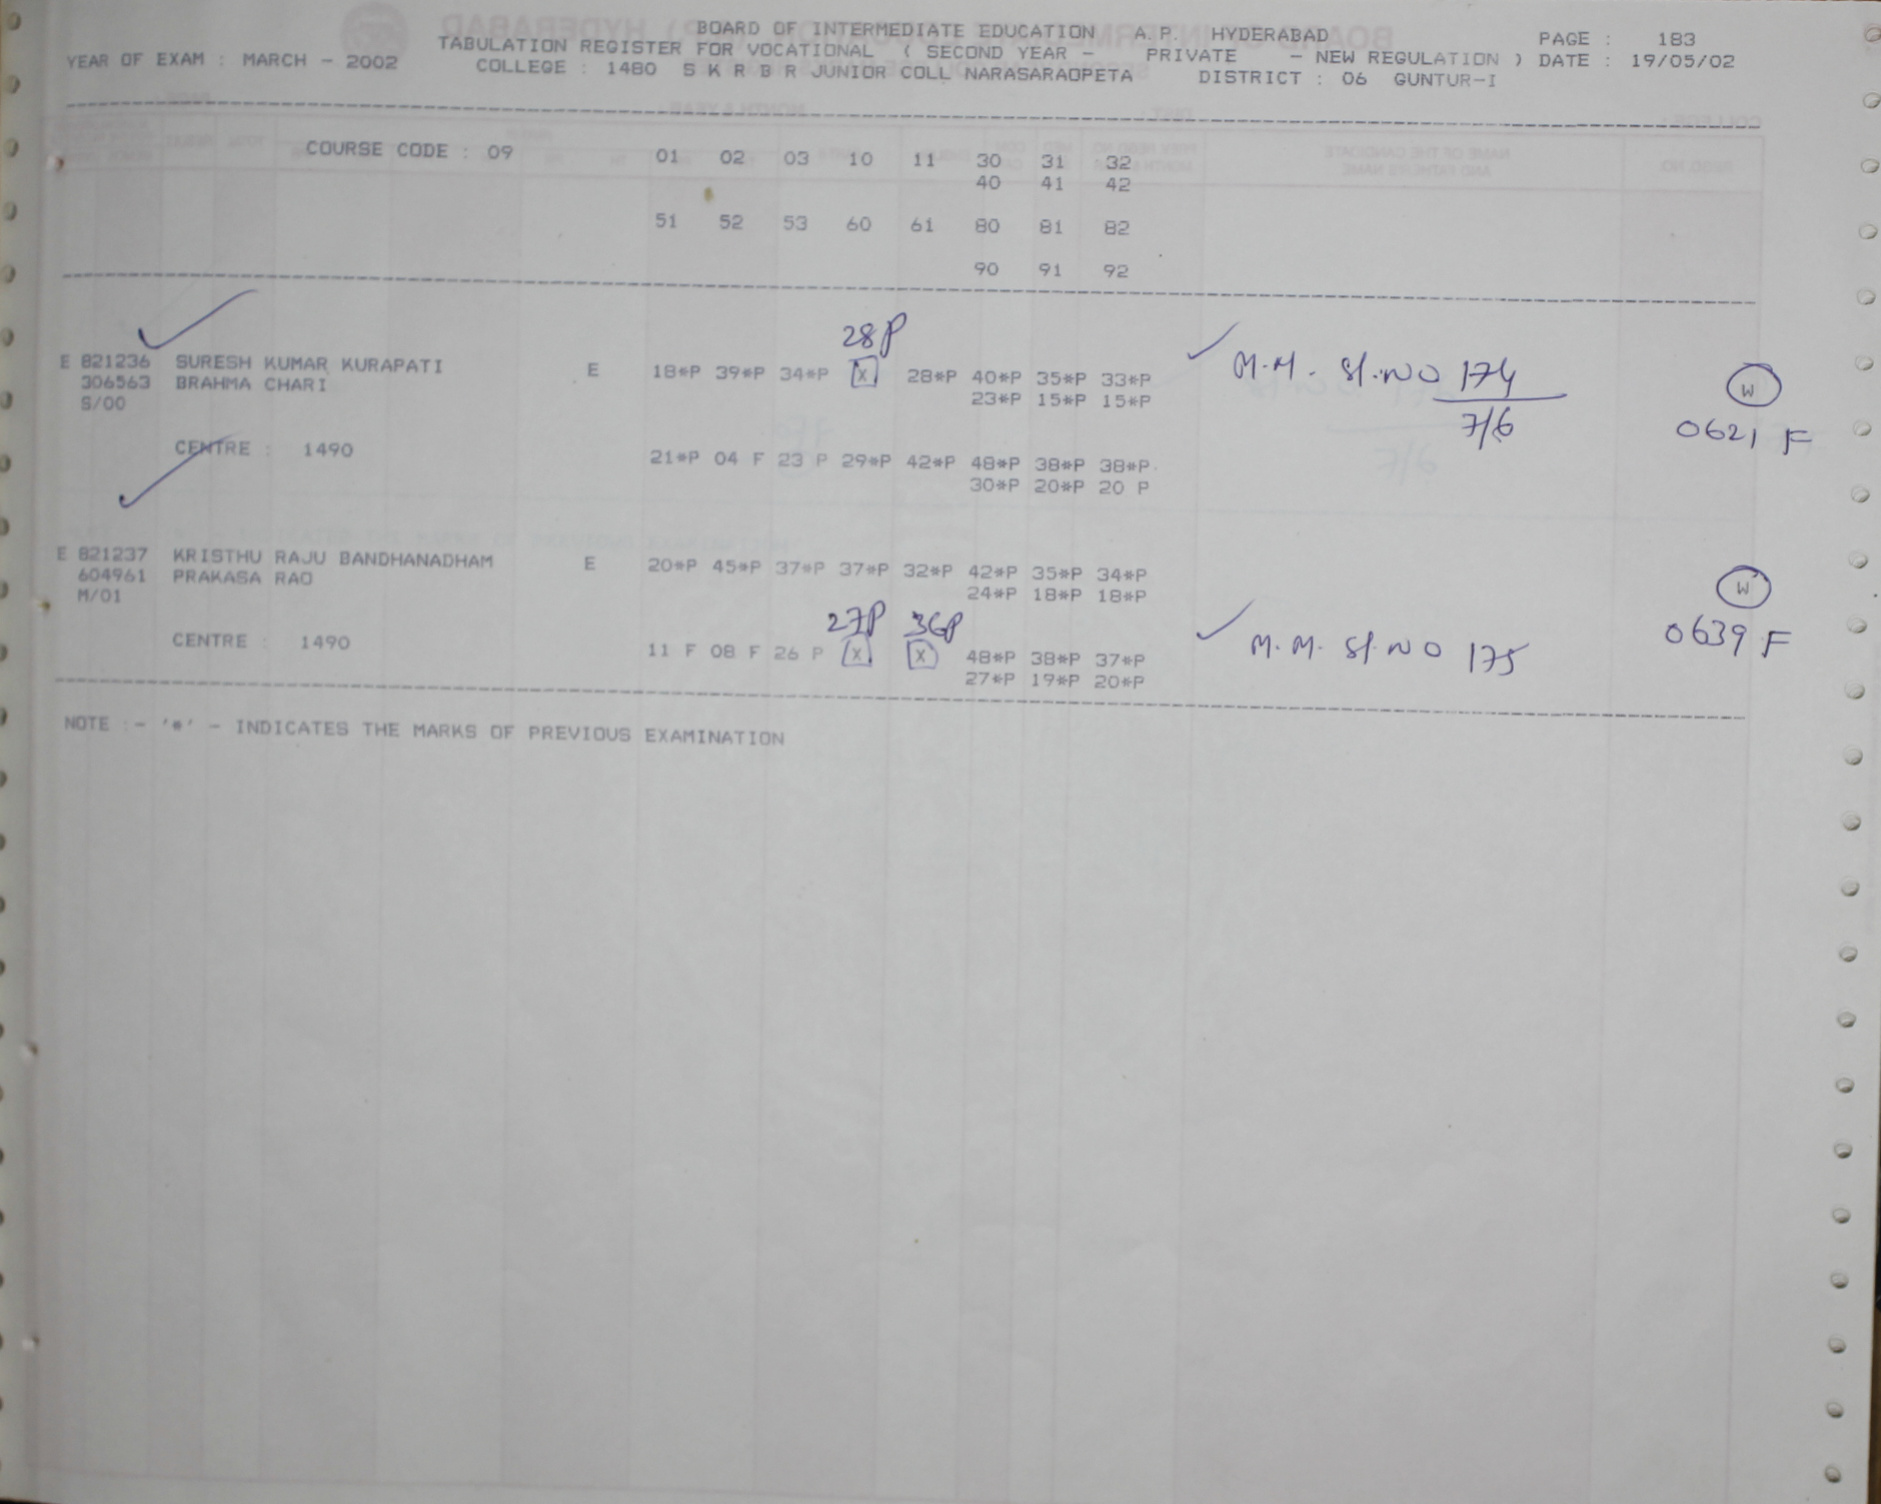 BOARD OF INTERMEDIATE EDUCATION A.P. HYDERABAD
TABULATION REGISTER FOR VOCATIONAL ( SECOND YEAR - PRIVATE - NEW REGULATION )
PAGE : 183
YEAR OF EXAM : MARCH - 2002 COLLEGE : 1480 S K R B R JUNIOR COLL NARASARAOPETA DISTRICT : 06 GUNTUR-I DATE : 19/05/02
COURSE CODE : 09 01 02 03 10 11 30 31 32
40 41 42
51 52 53 60 61 80 81 82
90 91 92
28P
E 821236 SURESH KUMAR KURAPATI E 18*P 39*P 34*P X 28*P 40*P 35*P 33*P M.M. Sl.NO 174 W
306563 BRAHMA CHARI 23*P 15*P 15*P 7/6 0621 F
S/00
CENTRE : 1490 21*P 04 F 23 P 29*P 42*P 48*P 38*P 38*P
30*P 20*P 20 P
E 821237 KRISTHU RAJU BANDHANADHAM E 20*P 45*P 37*P 37*P 32*P 42*P 35*P 34*P W
604961 PRAKASA RAO 24*P 18*P 18*P
M/01
27P 36P
CENTRE : 1490 11 F 08 F 26 P X X 48*P 38*P 37*P M.M. Sl.NO 175 0639 F
27*P 19*P 20*P
NOTE :- '*' - INDICATES THE MARKS OF PREVIOUS EXAMINATION